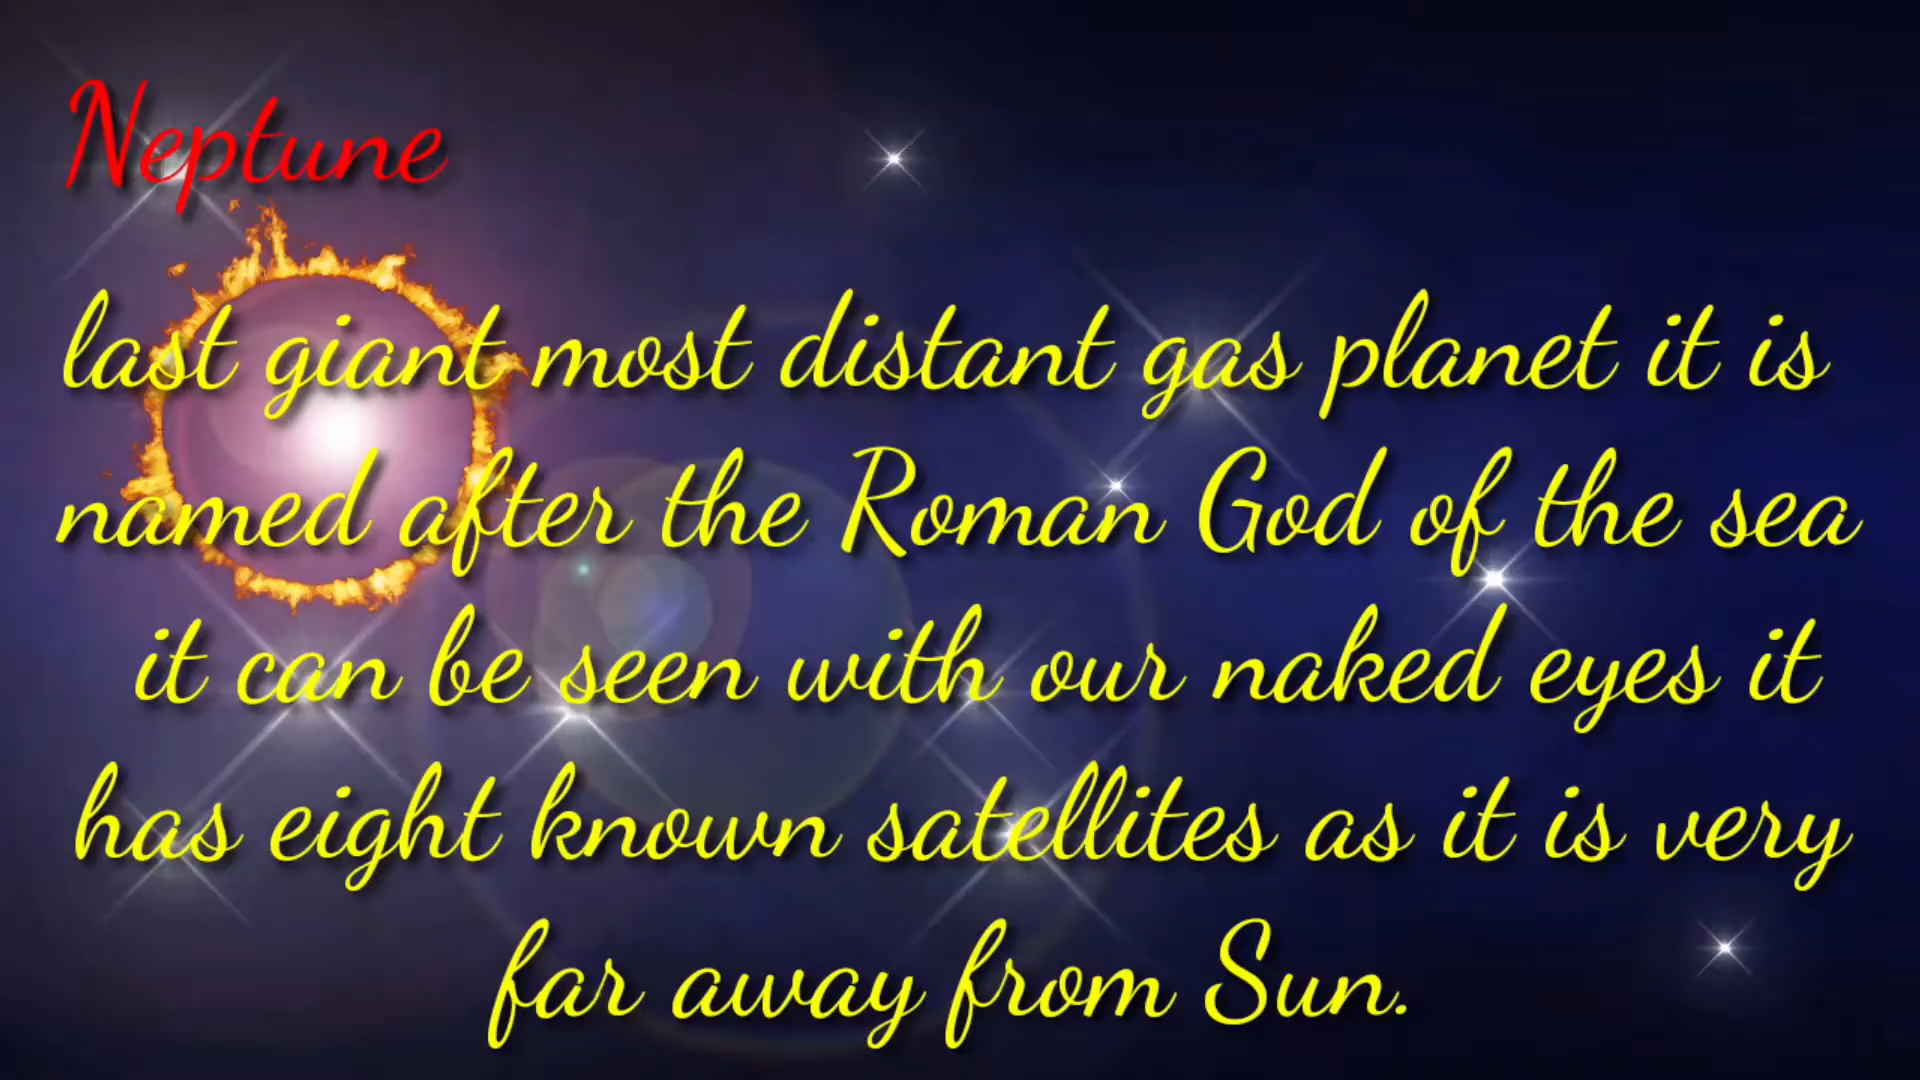 Neptune
last giant most distant gas planet it is
named after the Roman God of the sea
it can be seen with our naked eyes it
has eight known satellites as it is very
far away from Sun.